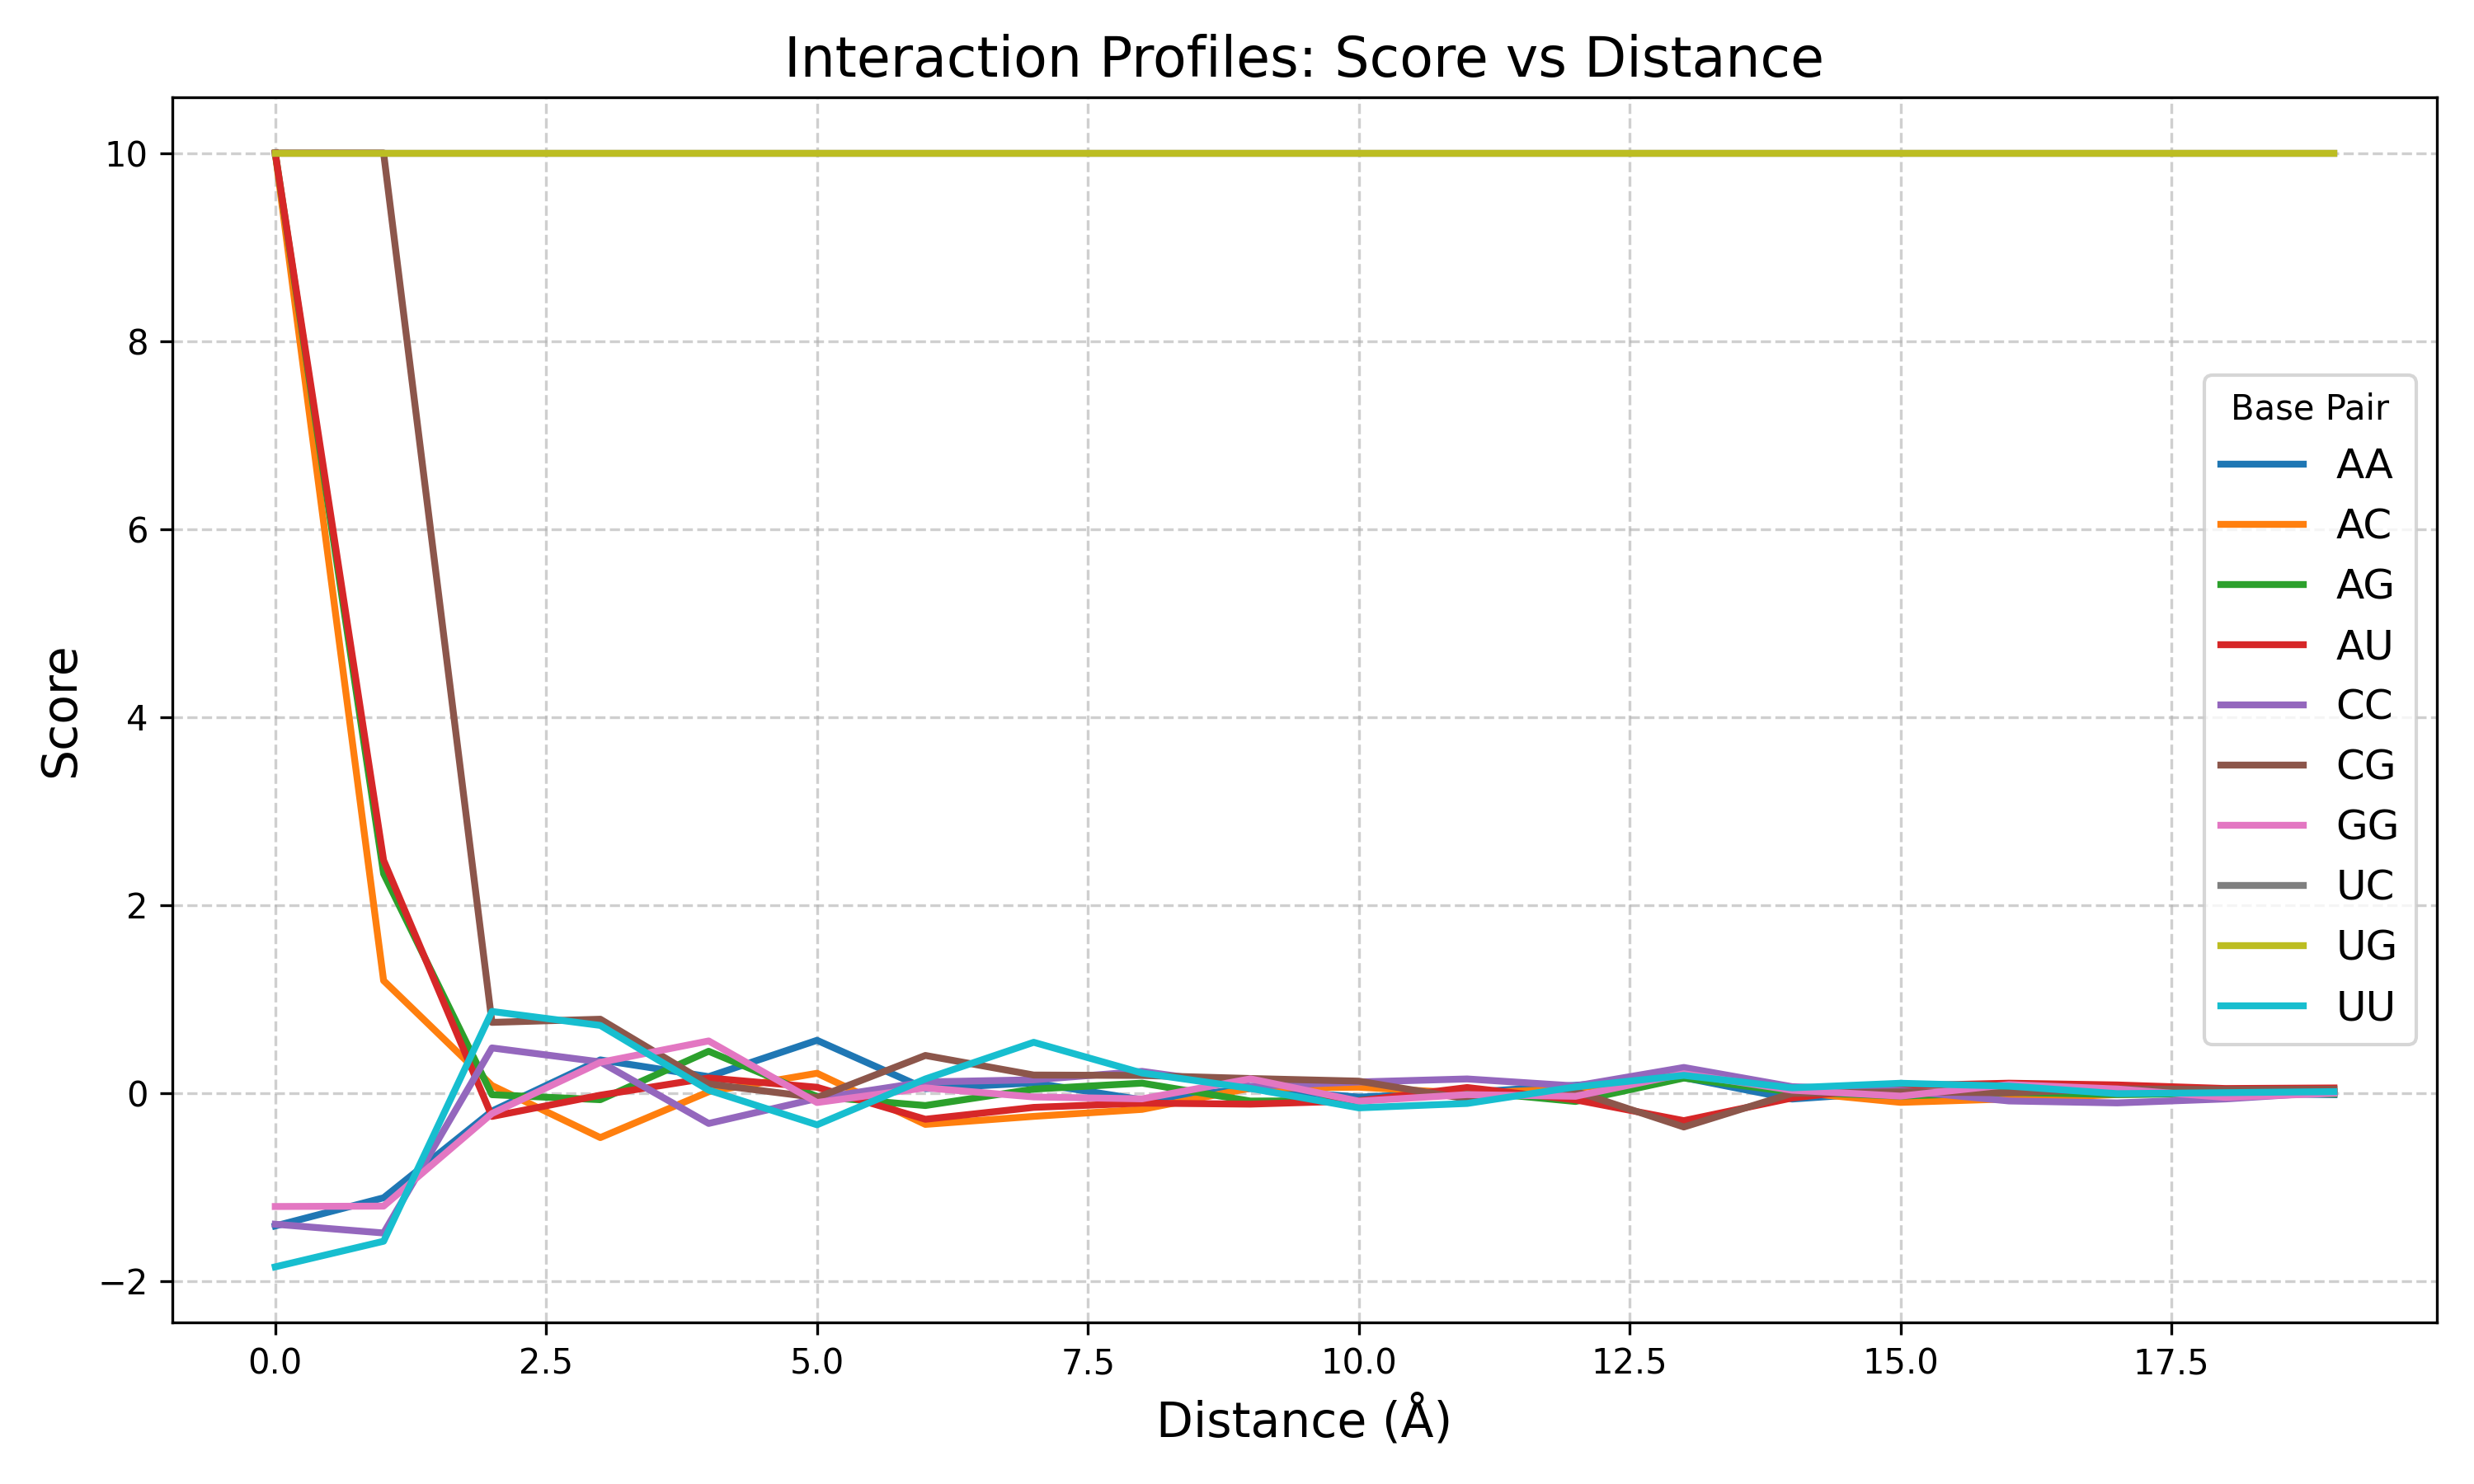 Interaction Profiles: Score vs Distance
10
8
6
4
2
0
−2
Score
Base Pair
AA
AC
AG
AU
CC
CG
GG
UC
UG
UU
0.0 2.5 5.0 7.5 10.0 12.5 15.0 17.5
Distance (Å)